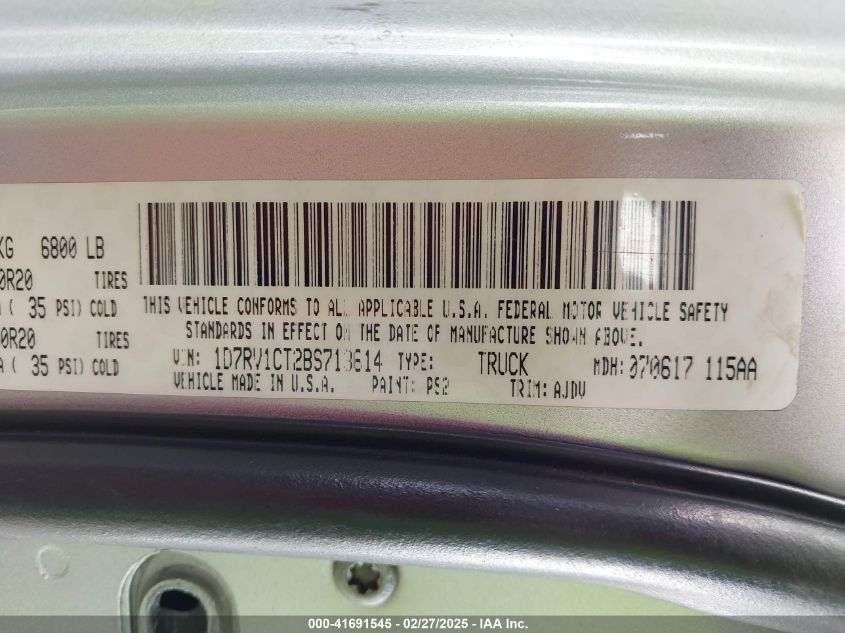 KG 6800 LB
0R20 TIRES
( 35 PSI) COLD
0R20 TIRES
A ( 35 PSI) COLD
THIS VEHICLE CONFORMS TO ALL APPLICABLE U.S.A. FEDERAL MOTOR VEHICLE SAFETY
STANDARDS IN EFFECT ON THE DATE OF MANUFACTURE SHOWN ABOVE.
VIN: 1D7RV1CT2BS713614 TYPE: TRUCK MDH: 070617 115AA
VEHICLE MADE IN U.S.A. PAINT: PS2 TRIM: AJDV
000-41691545 - 02/27/2025 - IAA Inc.